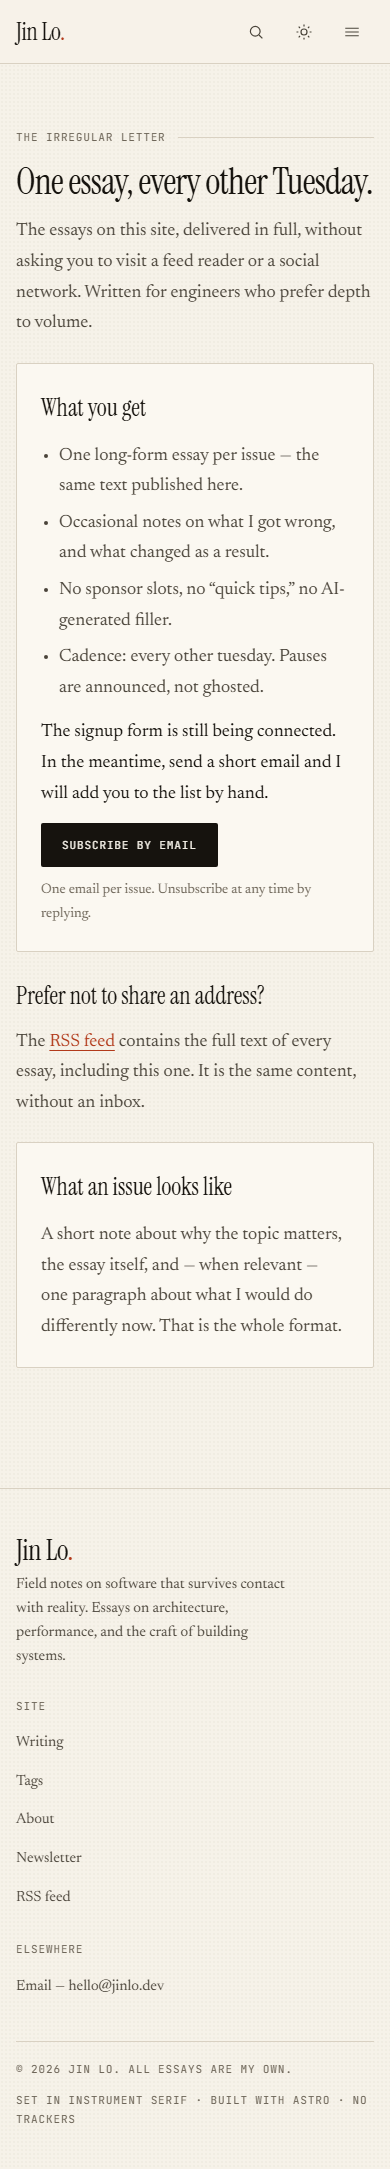 Jin Lo.
THE IRREGULAR LETTER
One essay, every other Tuesday.
The essays on this site, delivered in full, without
asking you to visit a feed reader or a social
network. Written for engineers who prefer depth
to volume.
What you get
• One long-form essay per issue — the
same text published here.
• Occasional notes on what I got wrong,
and what changed as a result.
• No sponsor slots, no “quick tips,” no AI-
generated filler.
• Cadence: every other tuesday. Pauses
are announced, not ghosted.
The signup form is still being connected.
In the meantime, send a short email and I
will add you to the list by hand.
SUBSCRIBE BY EMAIL
One email per issue. Unsubscribe at any time by
replying.
Prefer not to share an address?
The RSS feed contains the full text of every
essay, including this one. It is the same content,
without an inbox.
What an issue looks like
A short note about why the topic matters,
the essay itself, and — when relevant —
one paragraph about what I would do
differently now. That is the whole format.
Jin Lo.
Field notes on software that survives contact
with reality. Essays on architecture,
performance, and the craft of building
systems.
SITE
Writing
Tags
About
Newsletter
RSS feed
ELSEWHERE
Email — hello@jinlo.dev
© 2026 JIN LO. ALL ESSAYS ARE MY OWN.
SET IN INSTRUMENT SERIF · BUILT WITH ASTRO · NO
TRACKERS